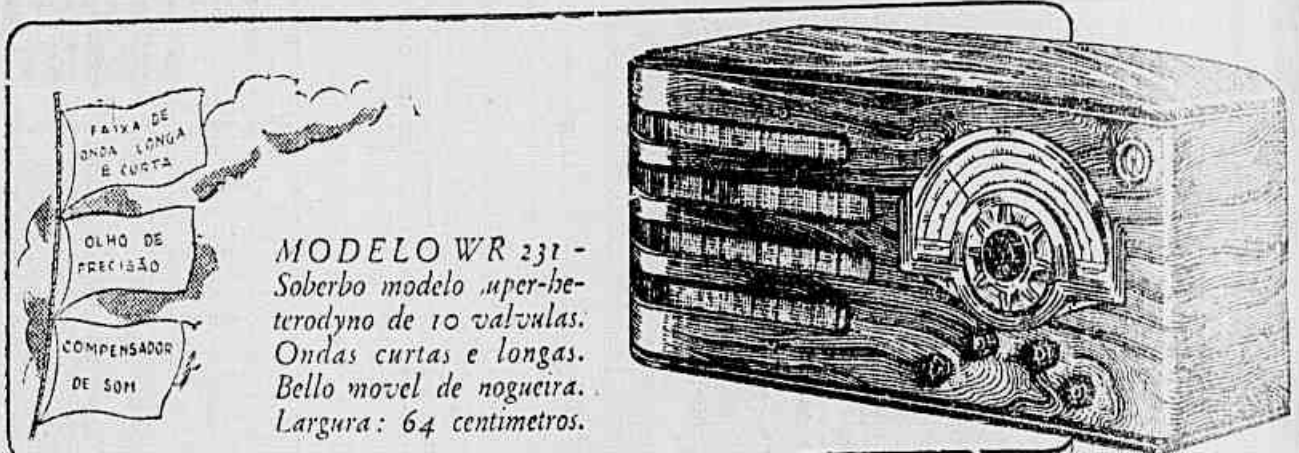 FAIXA DE
ONDA LONGA
E CURTA
OLHO DE
PRECISÃO
COMPENSADOR
DE SOM
MODELO WR 231 -
Soberbo modelo .uper-he-
terodyno de 10 valvulas.
Ondas curtas e longas.
Bello movel de nogueira.
Largura: 64 centimetros.